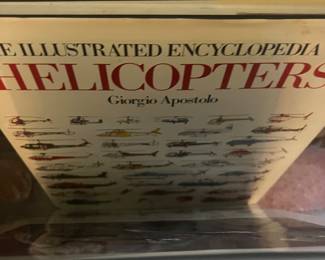 E ILLUSTRATED ENCYCLOPEDIA
HELICOPTERS
Giorgio Apostolo